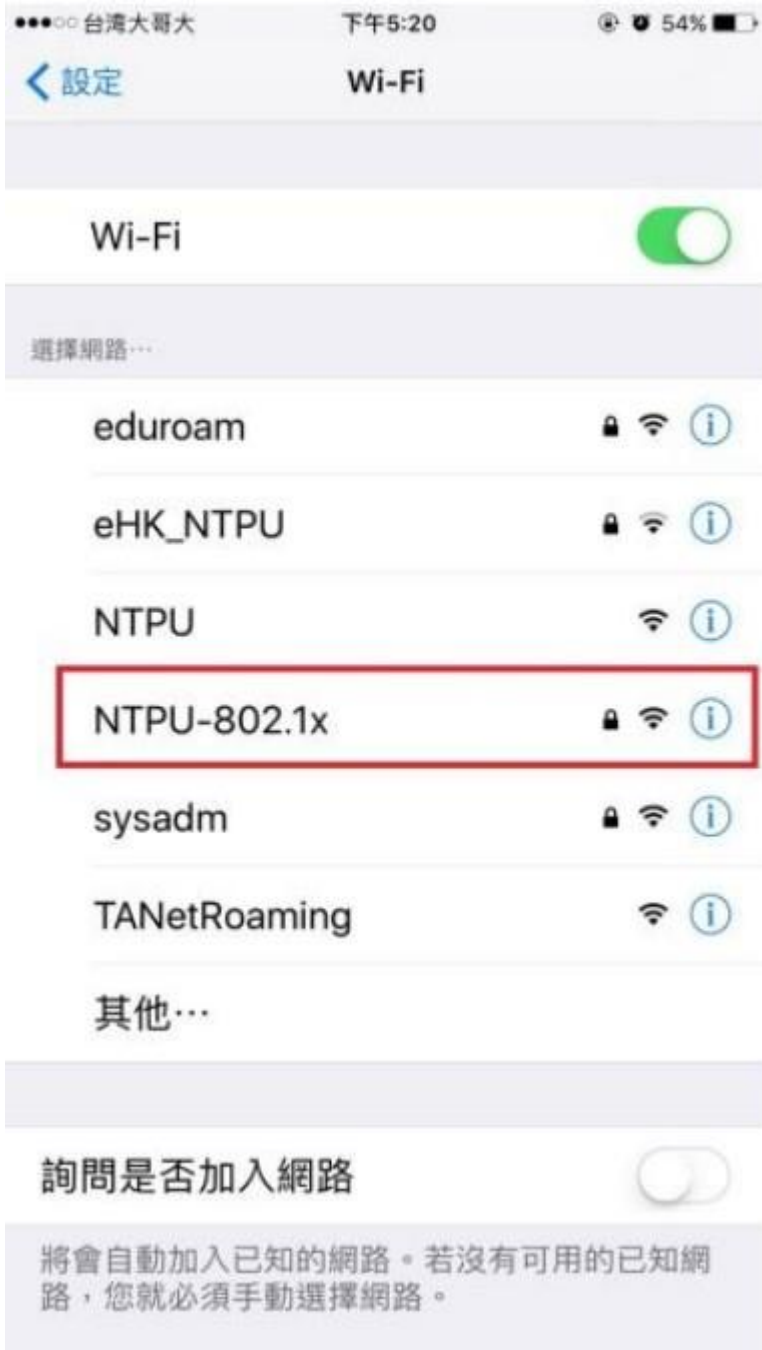 台灣大哥大 下午5:20 54%
設定 Wi-Fi
Wi-Fi
選擇網路⋯
eduroam
eHK_NTPU
NTPU
NTPU-802.1x
sysadm
TANetRoaming
其他⋯
詢問是否加入網路
將會自動加入已知的網路。若沒有可用的已知網
路，您就必須手動選擇網路。